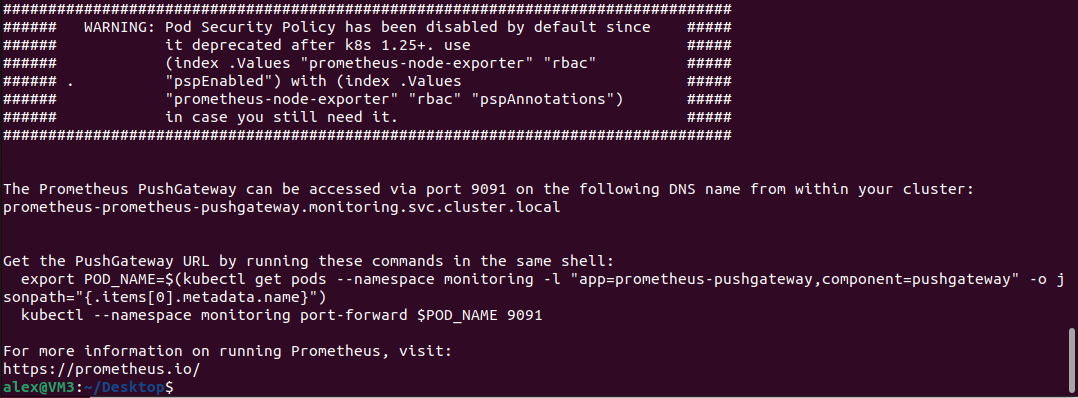 #################################################################################
######   WARNING: Pod Security Policy has been disabled by default since    #####
######            it deprecated after k8s 1.25+. use                        #####
######            (index .Values "prometheus-node-exporter" "rbac"          #####
###### .          "pspEnabled") with (index .Values                         #####
######            "prometheus-node-exporter" "rbac" "pspAnnotations")       #####
######            in case you still need it.                                #####
#################################################################################
The Prometheus PushGateway can be accessed via port 9091 on the following DNS name from within your cluster:
prometheus-prometheus-pushgateway.monitoring.svc.cluster.local
Get the PushGateway URL by running these commands in the same shell:
  export POD_NAME=$(kubectl get pods --namespace monitoring -l "app=prometheus-pushgateway,component=pushgateway" -o j
sonpath="{.items[0].metadata.name}")
  kubectl --namespace monitoring port-forward $POD_NAME 9091
For more information on running Prometheus, visit:
https://prometheus.io/
alex@VM3:~/Desktop$